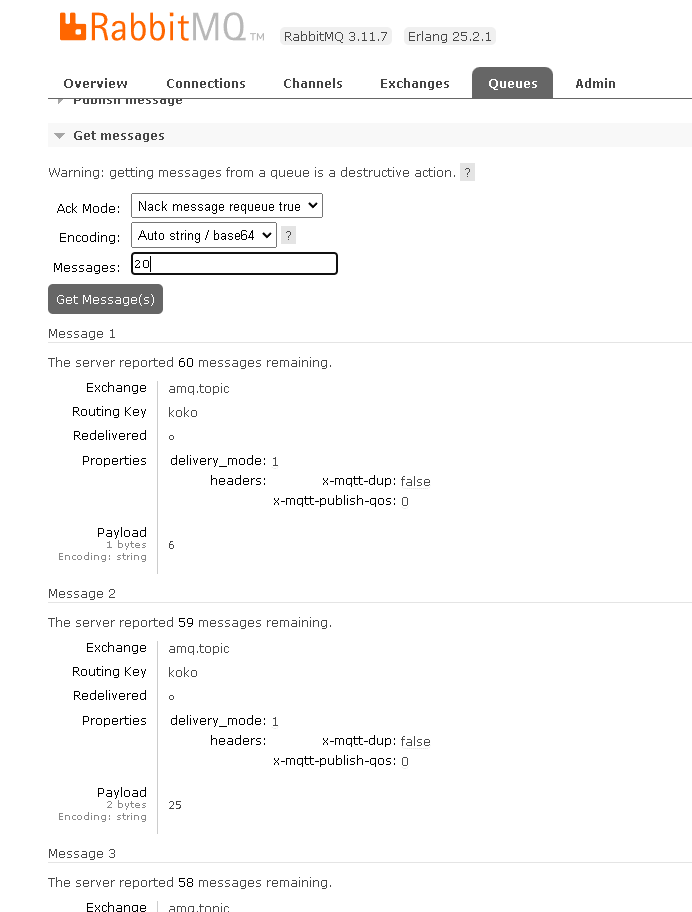 RabbitMQ TM RabbitMQ 3.11.7 Erlang 25.2.1
Overview Connections Channels Exchanges Queues Admin
Publish message
Get messages
Warning: getting messages from a queue is a destructive action. ?
Ack Mode: Nack message requeue true
Encoding: Auto string / base64 ?
Messages: 20
Get Message(s)
Message 1
The server reported 60 messages remaining.
Exchange amq.topic
Routing Key koko
Redelivered o
Properties delivery_mode: 1
headers: x-mqtt-dup: false
x-mqtt-publish-qos: 0
Payload
1 bytes 6
Encoding: string
Message 2
The server reported 59 messages remaining.
Exchange amq.topic
Routing Key koko
Redelivered o
Properties delivery_mode: 1
headers: x-mqtt-dup: false
x-mqtt-publish-qos: 0
Payload
2 bytes 25
Encoding: string
Message 3
The server reported 58 messages remaining.
Exchange amq.topic